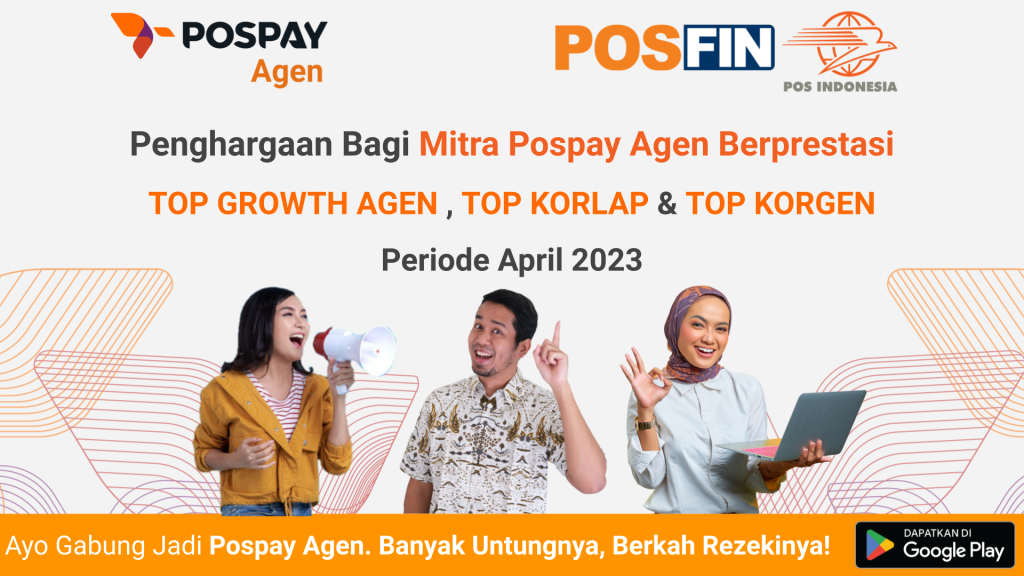 POSPAY
Agen
POSFIN
POS INDONESIA
Penghargaan Bagi Mitra Pospay Agen Berprestasi
TOP GROWTH AGEN , TOP KORLAP & TOP KORGEN
Periode April 2023
Ayo Gabung Jadi Pospay Agen. Banyak Untungnya, Berkah Rezekinya!
DAPATKAN DI
Google Play